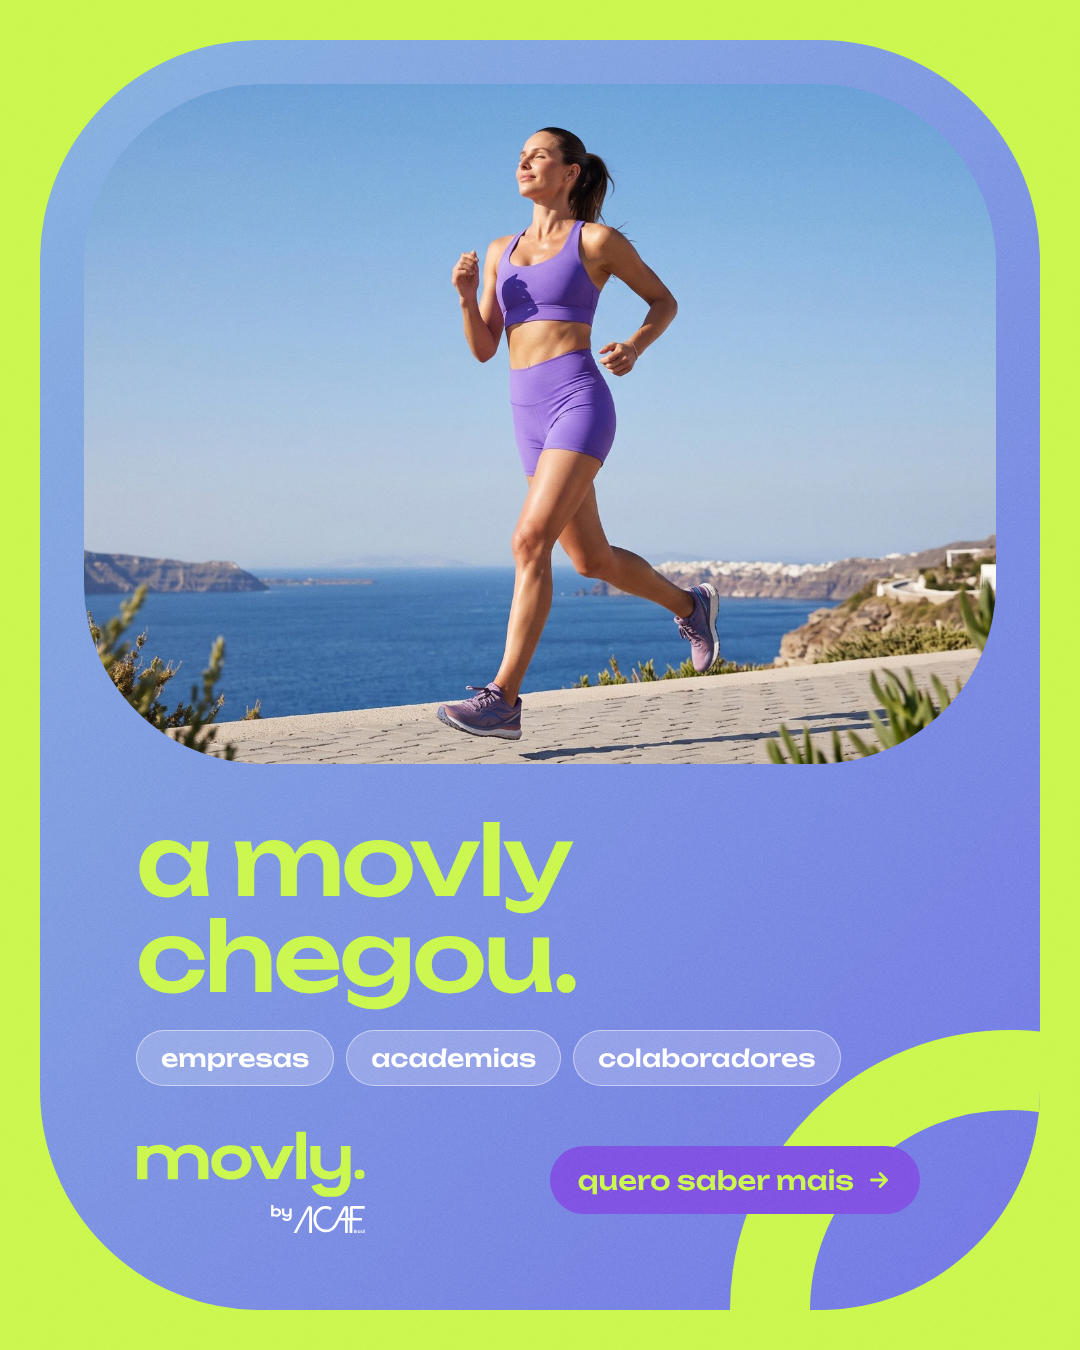 a movly
chegou.
empresas academias colaboradores
movly.
by ACAF
quero saber mais →